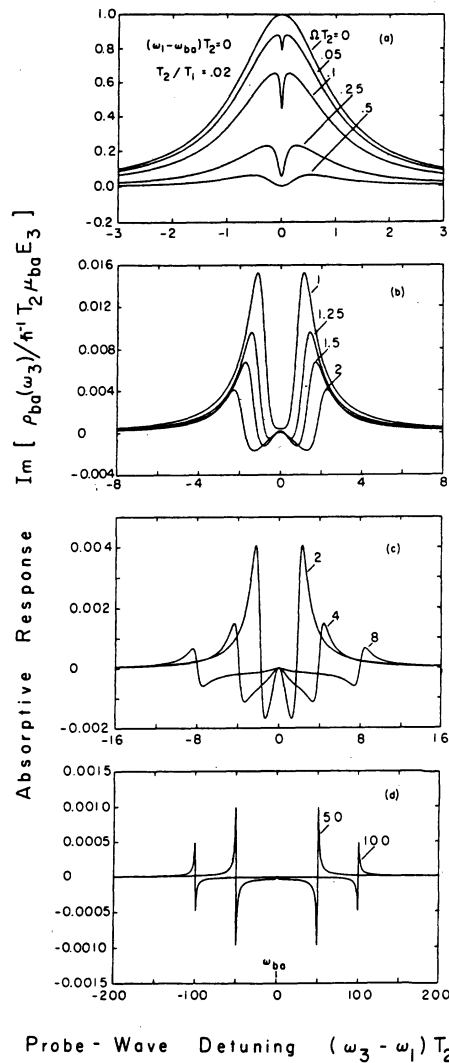 Absorptive Response Im [ ρba(ω3)/ħ⁻¹ T2 μba E3 ]
(ω1-ωba)T2=0
T2/T1=.02
ΩT2=0
(a)
.05
.1
.25
.5
1.0
0.8
0.6
0.4
0.2
0.0
-0.2
-3 -2 -1 0 1 2 3
(b)
1
1.25
1.5
2
0.016
0.012
0.008
0.004
0
-0.004
-8 -4 0 4 8
(c)
2
4
8
0.004
0.002
0
-0.002
-16 -8 0 8 16
(d)
50
100
0.0015
0.0010
0.0005
0
-0.0005
-0.0010
-0.0015
ωba
-200 -100 0 100 200
Probe-Wave Detuning (ω3-ω1)T2